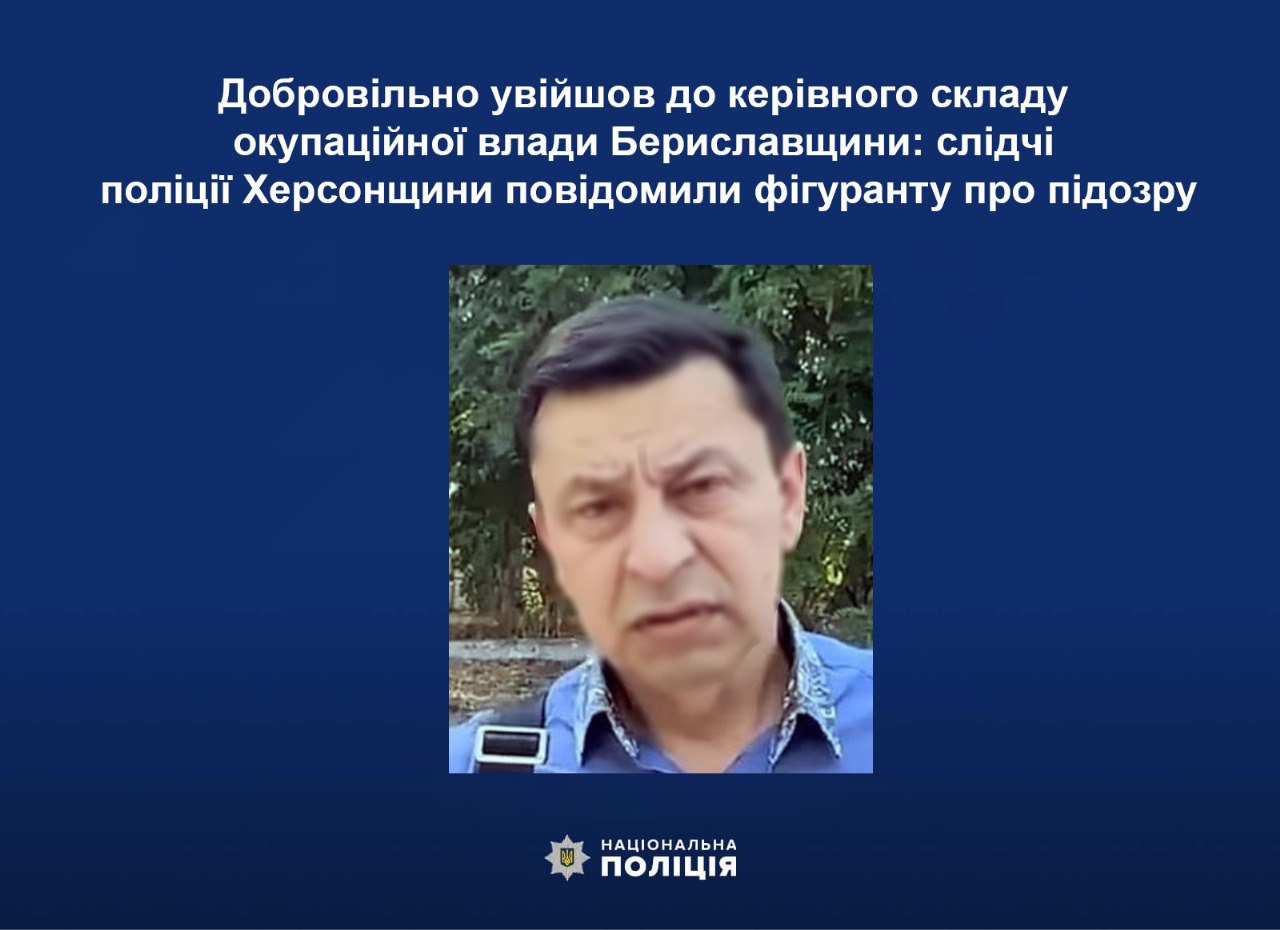 Добровільно увійшов до керівного складу
окупаційної влади Бериславщини: слідчі
поліції Херсонщини повідомили фігуранту про підозру
НАЦІОНАЛЬНА
ПОЛІЦІЯ